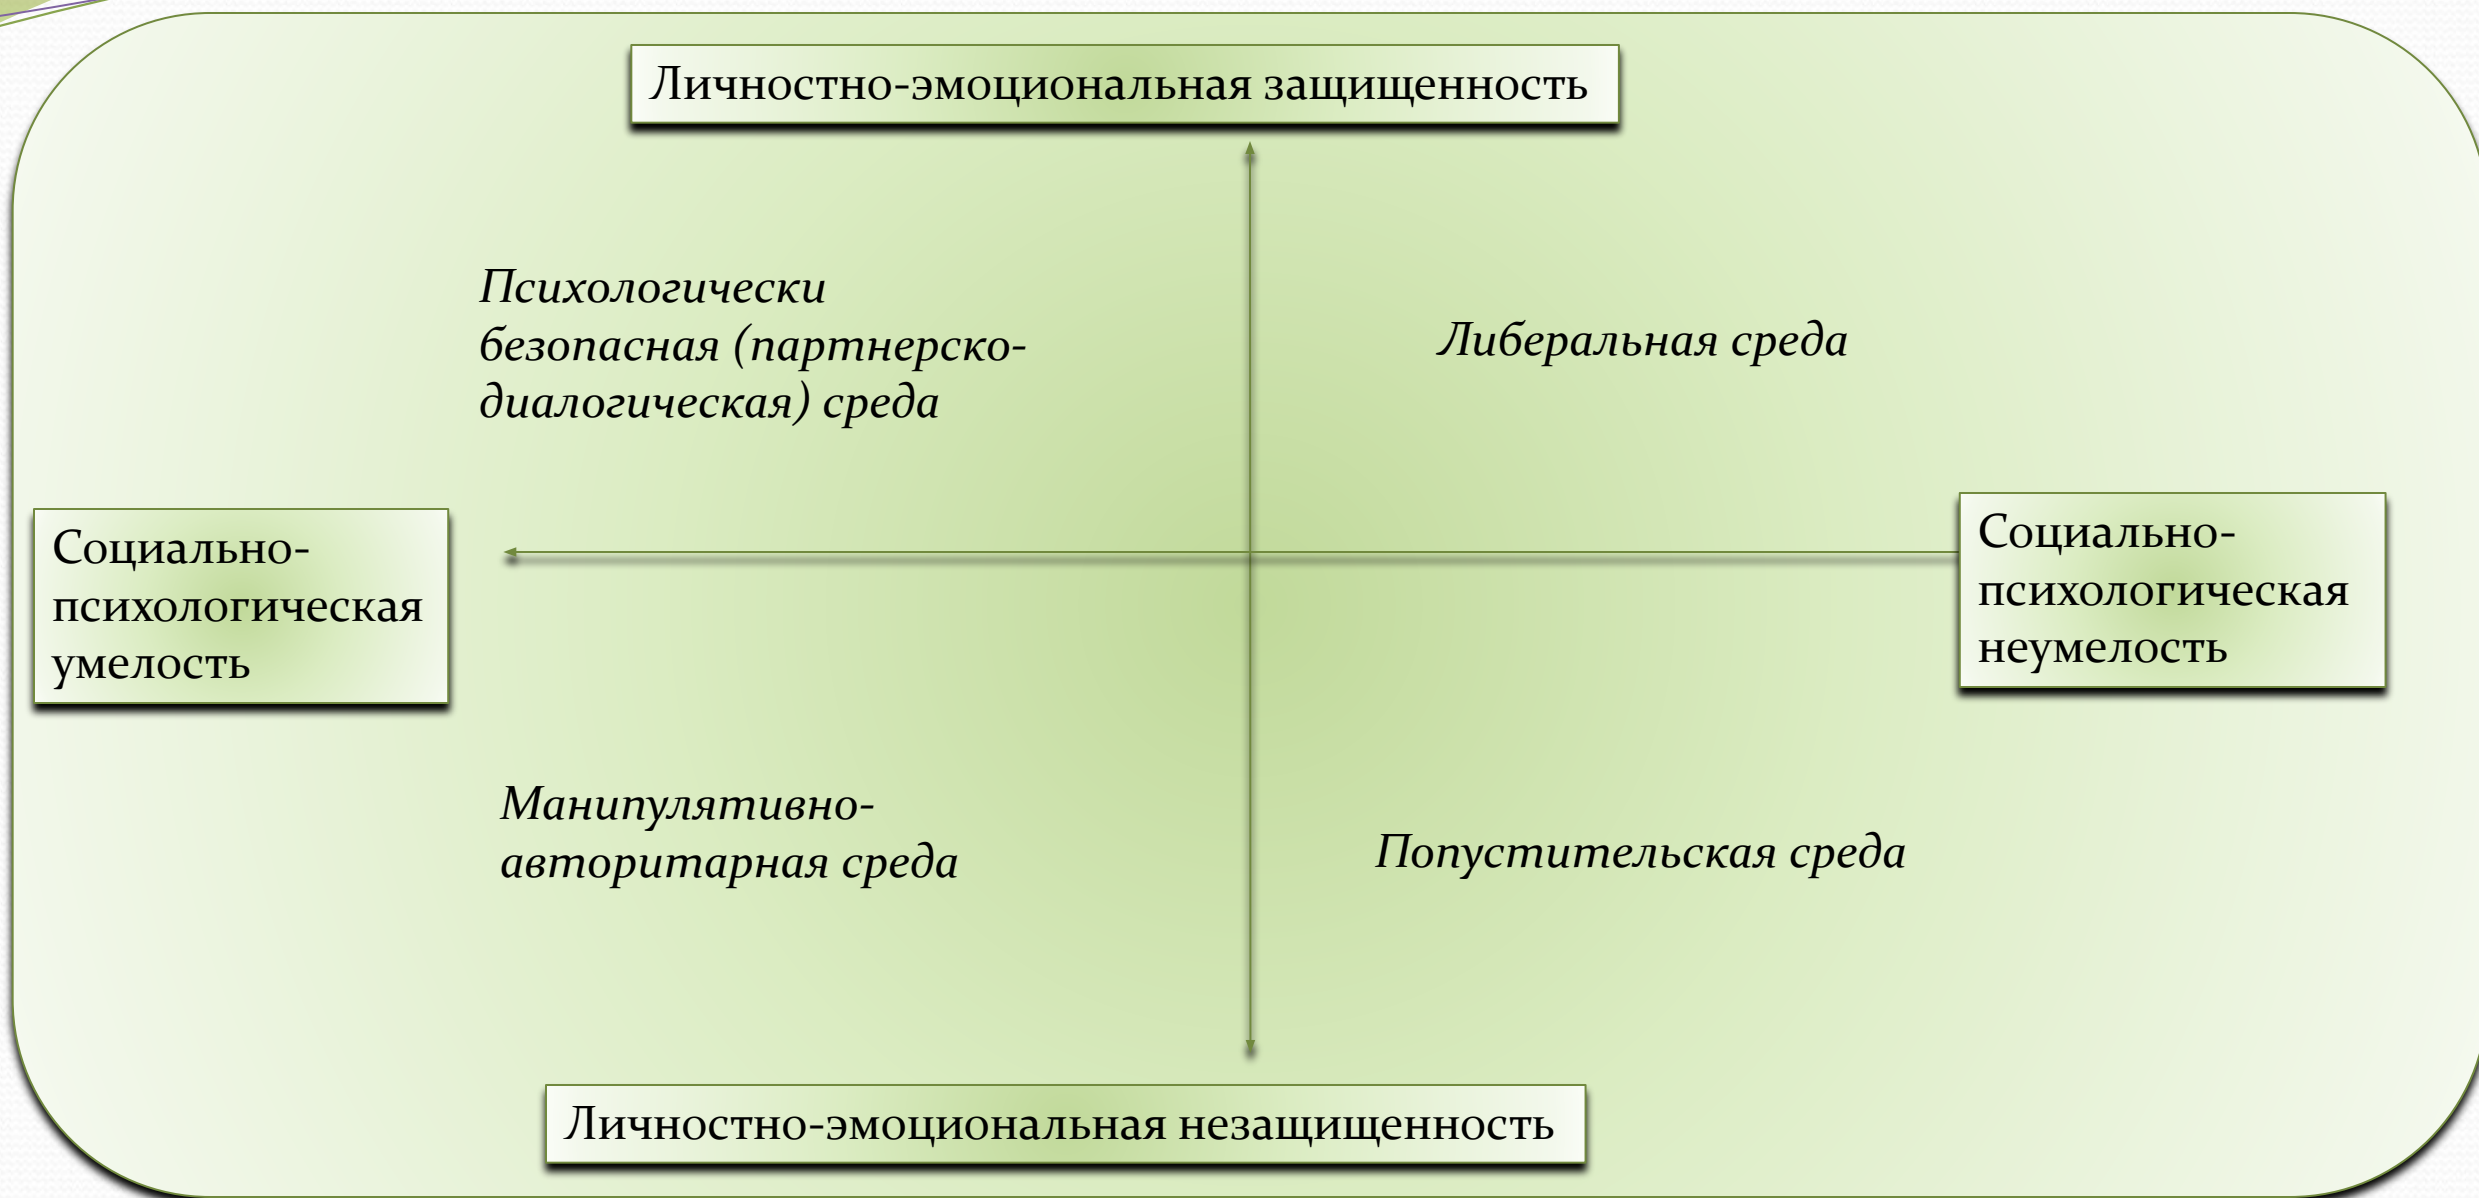 Личностно-эмоциональная защищенность
Психологически
безопасная (партнерско-
диалогическая) среда
Либеральная среда
Социально-
психологическая
умелость
Социально-
психологическая
неумелость
Манипулятивно-
авторитарная среда
Попустительская среда
Личностно-эмоциональная незащищенность